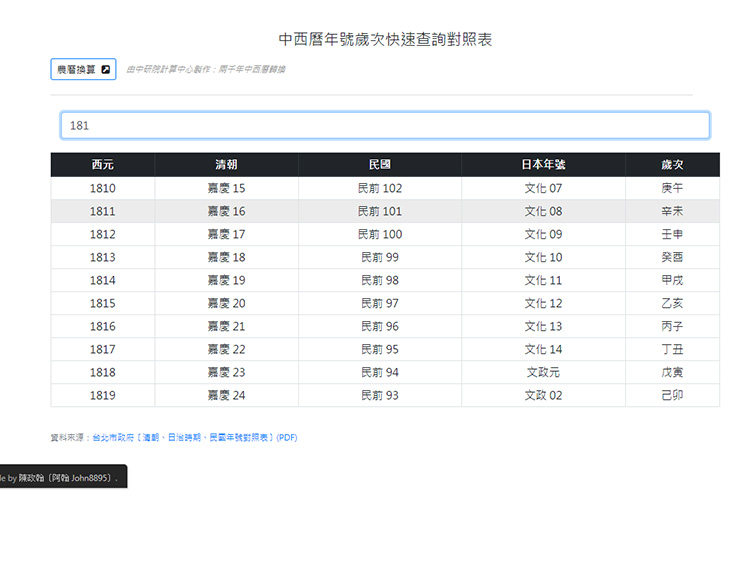 中西曆年號歲次快速查詢對照表
農曆換算 由中研院計算中心製作：兩千年中西曆轉換
181
西元 清朝 民國 日本年號 歲次
1810 嘉慶 15 民前 102 文化 07 庚午
1811 嘉慶 16 民前 101 文化 08 辛未
1812 嘉慶 17 民前 100 文化 09 壬申
1813 嘉慶 18 民前 99 文化 10 癸酉
1814 嘉慶 19 民前 98 文化 11 甲戌
1815 嘉慶 20 民前 97 文化 12 乙亥
1816 嘉慶 21 民前 96 文化 13 丙子
1817 嘉慶 22 民前 95 文化 14 丁丑
1818 嘉慶 23 民前 94 文政元 戊寅
1819 嘉慶 24 民前 93 文政 02 己卯
資料來源：台北市政府〔清朝、日治時期、民國年號對照表〕(PDF)
de by 陳政翰〔阿翰 John8895〕.